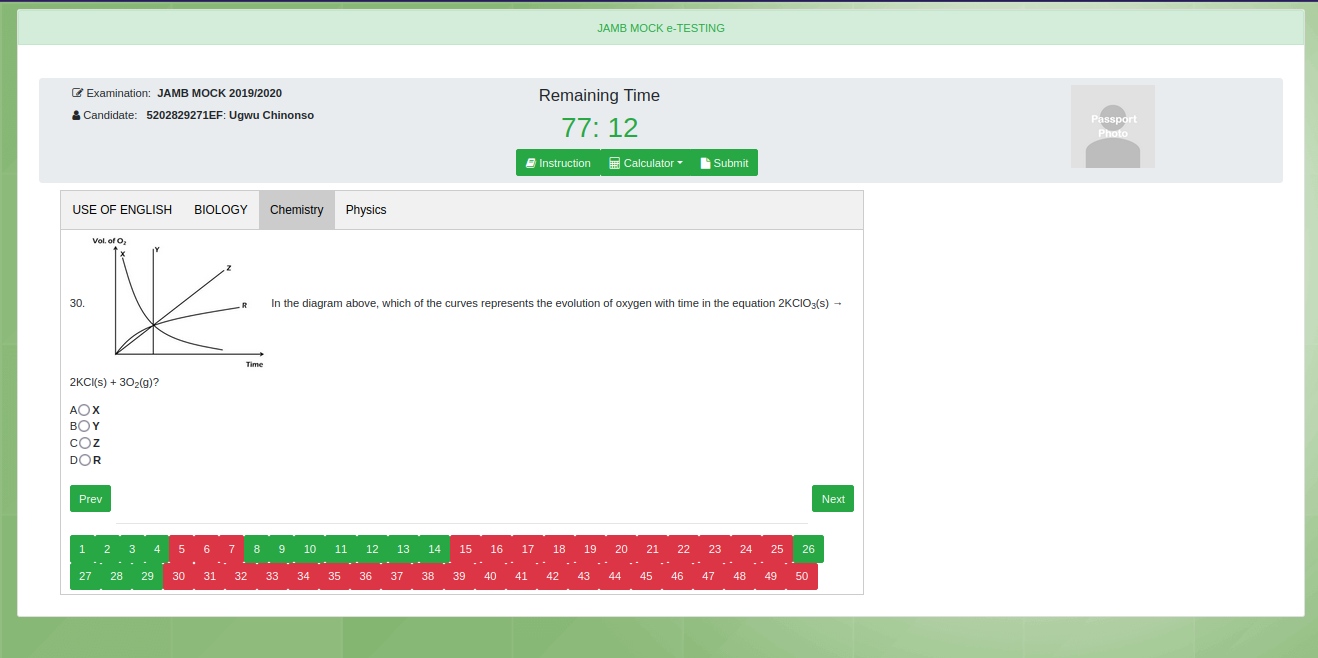 JAMB MOCK e-TESTING
Examination: JAMB MOCK 2019/2020
Candidate: 5202829271EF: Ugwu Chinonso
Remaining Time
77: 12
Instruction Calculator Submit
Passport
Photo
USE OF ENGLISH BIOLOGY Chemistry Physics
Vol. of O₂
X
Y
Z
R
Time
30. In the diagram above, which of the curves represents the evolution of oxygen with time in the equation 2KClO₃(s) →
2KCl(s) + 3O₂(g)?
A X
B Y
C Z
D R
Prev Next
1 2 3 4 5 6 7 8 9 10 11 12 13 14 15 16 17 18 19 20 21 22 23 24 25 26
27 28 29 30 31 32 33 34 35 36 37 38 39 40 41 42 43 44 45 46 47 48 49 50